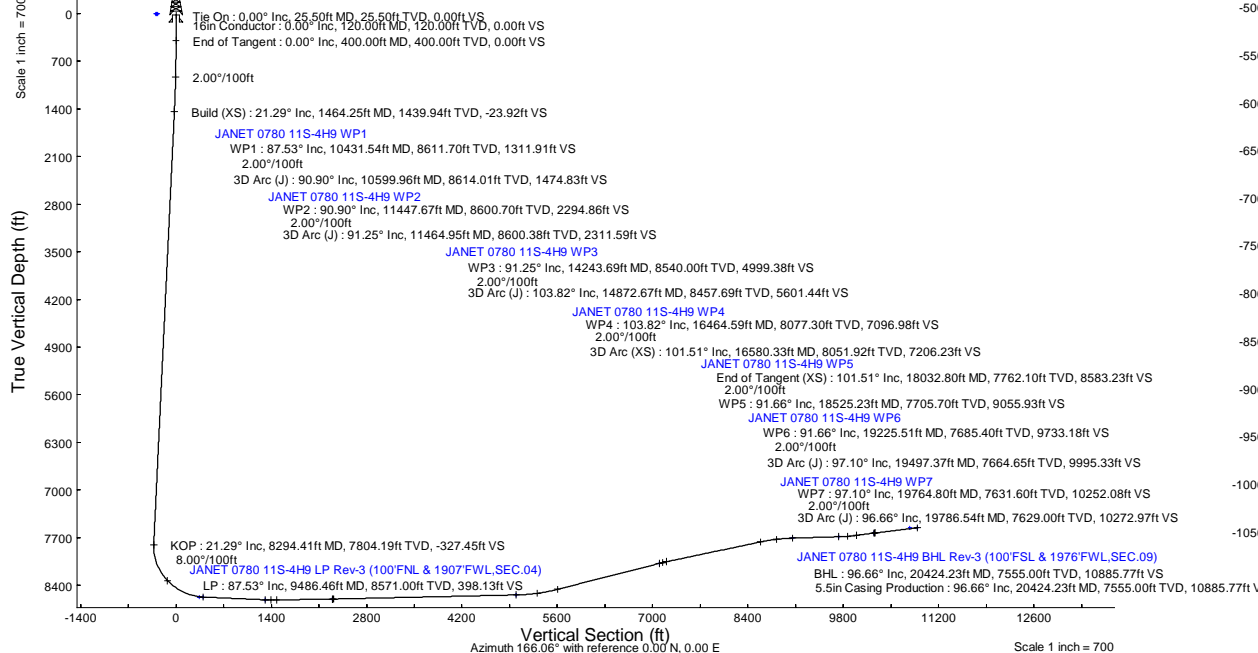 Scale 1 inch = 700
True Vertical Depth (ft)
0
700
1400
2100
2800
3500
4200
4900
5600
6300
7000
7700
8400
Tie On : 0.00° Inc, 25.50ft MD, 25.50ft TVD, 0.00ft VS
16in Conductor : 0.00° Inc, 120.00ft MD, 120.00ft TVD, 0.00ft VS
End of Tangent : 0.00° Inc, 400.00ft MD, 400.00ft TVD, 0.00ft VS
2.00°/100ft
Build (XS) : 21.29° Inc, 1464.25ft MD, 1439.94ft TVD, -23.92ft VS
JANET 0780 11S-4H9 WP1
WP1 : 87.53° Inc, 10431.54ft MD, 8611.70ft TVD, 1311.91ft VS
2.00°/100ft
3D Arc (J) : 90.90° Inc, 10599.96ft MD, 8614.01ft TVD, 1474.83ft VS
JANET 0780 11S-4H9 WP2
WP2 : 90.90° Inc, 11447.67ft MD, 8600.70ft TVD, 2294.86ft VS
2.00°/100ft
3D Arc (J) : 91.25° Inc, 11464.95ft MD, 8600.38ft TVD, 2311.59ft VS
JANET 0780 11S-4H9 WP3
WP3 : 91.25° Inc, 14243.69ft MD, 8540.00ft TVD, 4999.38ft VS
2.00°/100ft
3D Arc (J) : 103.82° Inc, 14872.67ft MD, 8457.69ft TVD, 5601.44ft VS
JANET 0780 11S-4H9 WP4
WP4 : 103.82° Inc, 16464.59ft MD, 8077.30ft TVD, 7096.98ft VS
2.00°/100ft
3D Arc (XS) : 101.51° Inc, 16580.33ft MD, 8051.92ft TVD, 7206.23ft VS
JANET 0780 11S-4H9 WP5
End of Tangent (XS) : 101.51° Inc, 18032.80ft MD, 7762.10ft TVD, 8583.23ft VS
2.00°/100ft
WP5 : 91.66° Inc, 18525.23ft MD, 7705.70ft TVD, 9055.93ft VS
JANET 0780 11S-4H9 WP6
WP6 : 91.66° Inc, 19225.51ft MD, 7685.40ft TVD, 9733.18ft VS
2.00°/100ft
3D Arc (J) : 97.10° Inc, 19497.37ft MD, 7664.65ft TVD, 9995.33ft VS
JANET 0780 11S-4H9 WP7
WP7 : 97.10° Inc, 19764.80ft MD, 7631.60ft TVD, 10252.08ft VS
2.00°/100ft
3D Arc (J) : 96.66° Inc, 19786.54ft MD, 7629.00ft TVD, 10272.97ft VS
KOP : 21.29° Inc, 8294.41ft MD, 7804.19ft TVD, -327.45ft VS
8.00°/100ft
JANET 0780 11S-4H9 LP Rev-3 (100'FNL & 1907'FWL,SEC.04)
LP : 87.53° Inc, 9486.46ft MD, 8571.00ft TVD, 398.13ft VS
JANET 0780 11S-4H9 BHL Rev-3 (100'FSL & 1976'FWL,SEC.09)
BHL : 96.66° Inc, 20424.23ft MD, 7555.00ft TVD, 10885.77ft VS
5.5in Casing Production : 96.66° Inc, 20424.23ft MD, 7555.00ft TVD, 10885.77ft V
-1400 0 1400 2800 4200 5600 7000 8400 9800 11200 12600
Vertical Section (ft)
Azimuth 166.06° with reference 0.00 N, 0.00 E
Scale 1 inch = 700